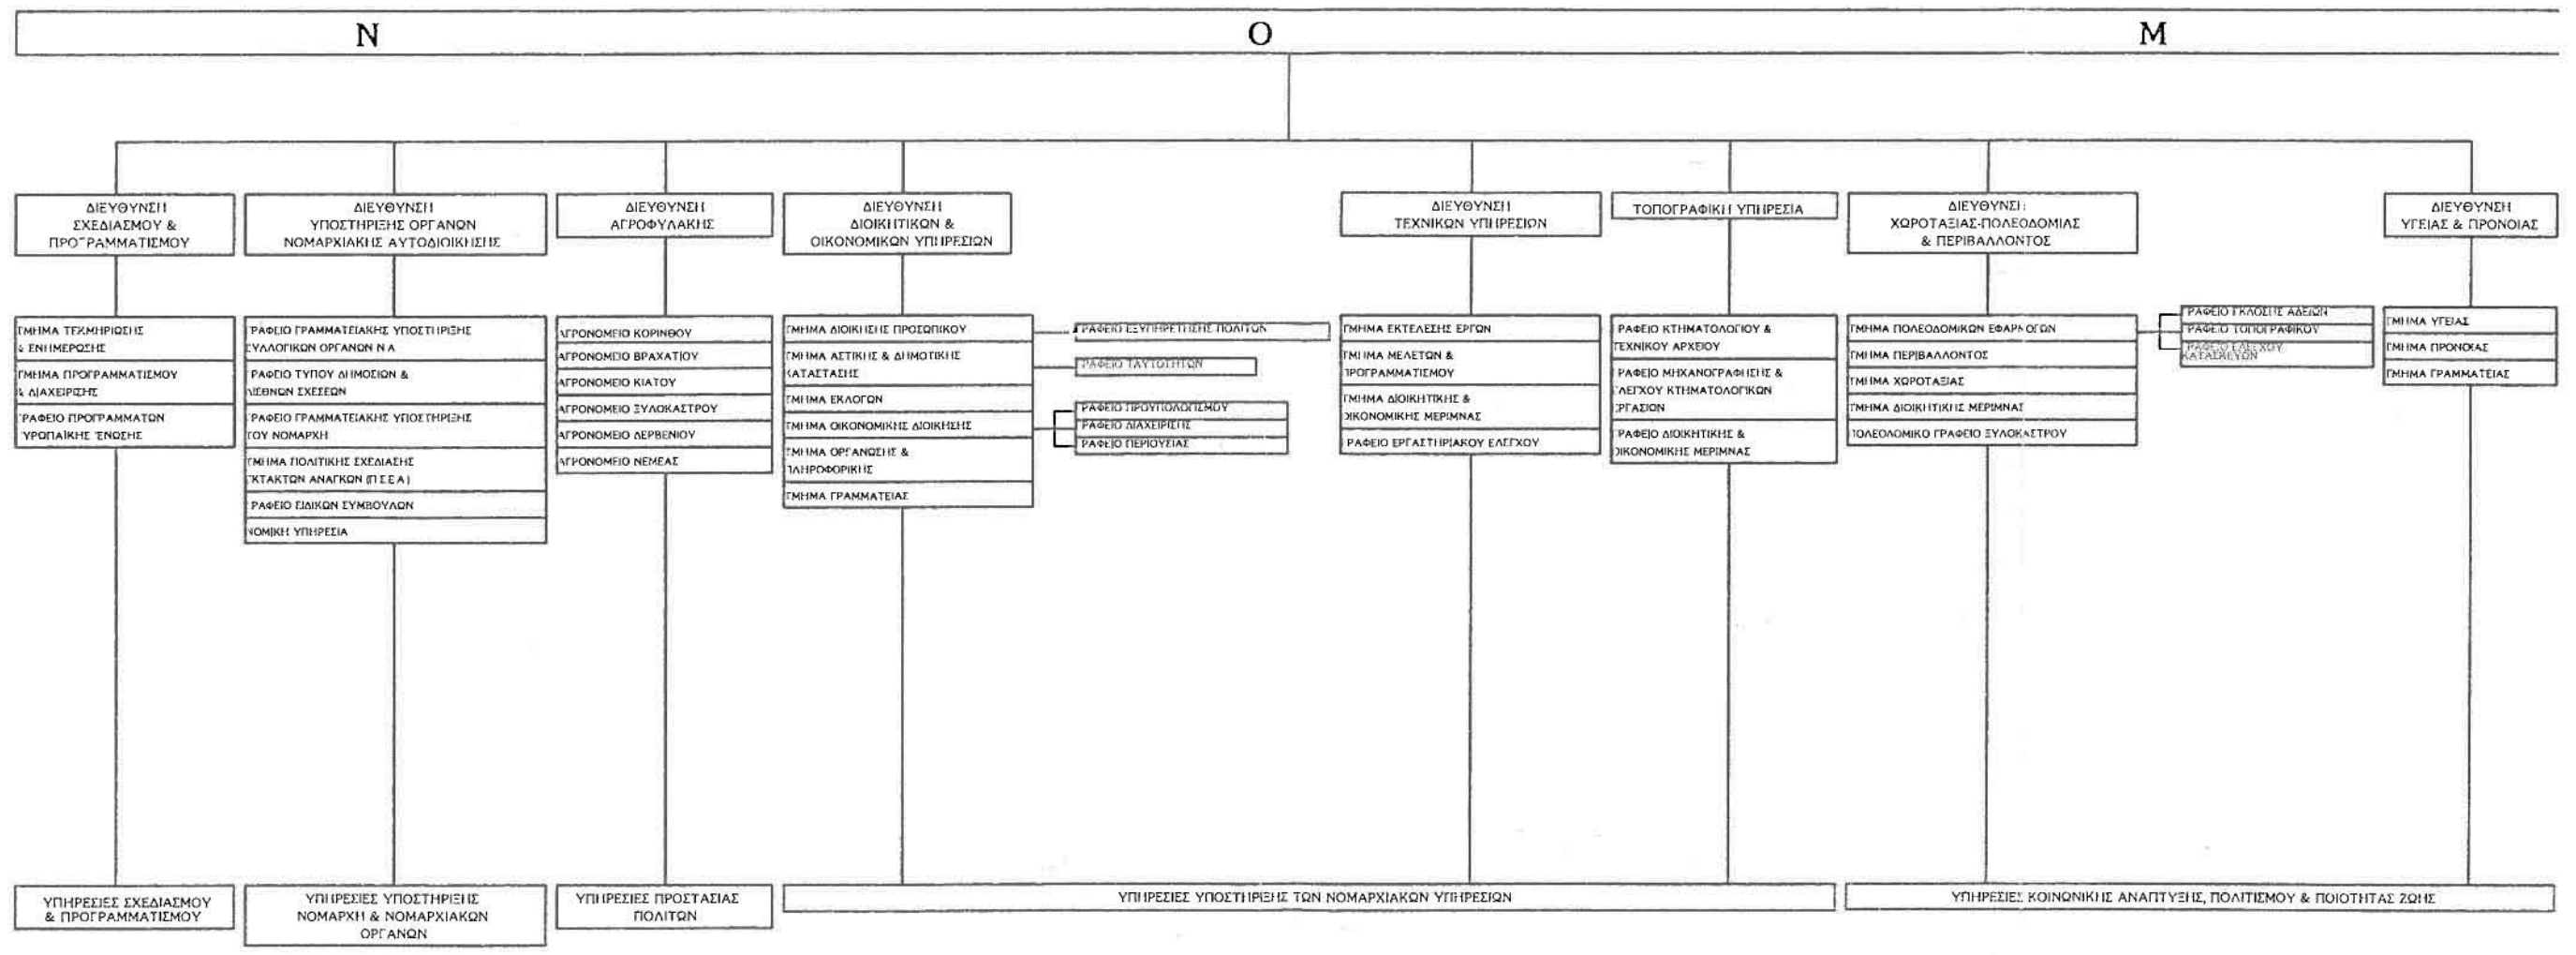 N O M
ΔΙΕΥΘΥΝΣΗ
ΣΧΕΔΙΑΣΜΟΥ &
ΠΡΟΓΡΑΜΜΑΤΙΣΜΟΥ
ΔΙΕΥΘΥΝΣΗ
ΥΠΟΣΤΗΡΙΞΗΣ ΟΡΓΑΝΩΝ
ΝΟΜΑΡΧΙΑΚΗΣ ΑΥΤΟΔΙΟΙΚΗΣΗΣ
ΔΙΕΥΘΥΝΣΗ
ΑΓΡΟΦΥΛΑΚΗΣ
ΔΙΕΥΘΥΝΣΗ
ΔΙΟΙΚΗΤΙΚΩΝ &
ΟΙΚΟΝΟΜΙΚΩΝ ΥΠΗΡΕΣΙΩΝ
ΔΙΕΥΘΥΝΣΗ
ΤΕΧΝΙΚΩΝ ΥΠΗΡΕΣΙΩΝ
ΤΟΠΟΓΡΑΦΙΚΗ ΥΠΗΡΕΣΙΑ
ΔΙΕΥΘΥΝΣΗ
ΧΩΡΟΤΑΞΙΑΣ-ΠΟΛΕΟΔΟΜΙΑΣ
& ΠΕΡΙΒΑΛΛΟΝΤΟΣ
ΔΙΕΥΘΥΝΣΗ
ΥΓΕΙΑΣ & ΠΡΟΝΟΙΑΣ
ΤΜΗΜΑ ΤΕΚΜΗΡΙΩΣΗΣ
& ΕΝΗΜΕΡΩΣΗΣ
ΤΜΗΜΑ ΠΡΟΓΡΑΜΜΑΤΙΣΜΟΥ
& ΔΙΑΧΕΙΡΙΣΗΣ
ΓΡΑΦΕΙΟ ΠΡΟΓΡΑΜΜΑΤΩΝ
ΕΥΡΩΠΑΪΚΗΣ ΈΝΩΣΗΣ
ΓΡΑΦΕΙΟ ΓΡΑΜΜΑΤΕΙΑΚΗΣ ΥΠΟΣΤΗΡΙΞΗΣ
ΣΥΛΛΟΓΙΚΩΝ ΟΡΓΑΝΩΝ Ν Α
ΓΡΑΦΕΙΟ ΤΥΠΟΥ ΔΗΜΟΣΙΩΝ &
ΔΙΕΘΝΩΝ ΣΧΕΣΕΩΝ
ΓΡΑΦΕΙΟ ΓΡΑΜΜΑΤΕΙΑΚΗΣ ΥΠΟΣΤΗΡΙΞΗΣ
ΤΟΥ ΝΟΜΑΡΧΗ
ΤΜΗΜΑ ΠΟΛΙΤΙΚΗΣ ΣΧΕΔΙΑΣΗΣ
ΕΚΤΑΚΤΩΝ ΑΝΑΓΚΩΝ (Π Σ Ε Α)
ΓΡΑΦΕΙΟ ΕΙΔΙΚΩΝ ΣΥΜΒΟΥΛΩΝ
ΝΟΜΙΚΗ ΥΠΗΡΕΣΙΑ
ΑΓΡΟΝΟΜΕΙΟ ΚΟΡΙΝΘΟΥ
ΑΓΡΟΝΟΜΕΙΟ ΒΡΑΧΑΤΙΟΥ
ΑΓΡΟΝΟΜΕΙΟ ΚΙΑΤΟΥ
ΑΓΡΟΝΟΜΕΙΟ ΞΥΛΟΚΑΣΤΡΟΥ
ΑΓΡΟΝΟΜΕΙΟ ΔΕΡΒΕΝΙΟΥ
ΑΓΡΟΝΟΜΕΙΟ ΝΕΜΕΑΣ
ΤΜΗΜΑ ΔΙΟΙΚΗΣΗΣ ΠΡΟΣΩΠΙΚΟΥ
ΤΜΗΜΑ ΑΣΤΙΚΗΣ & ΔΗΜΟΤΙΚΗΣ
ΚΑΤΑΣΤΑΣΗΣ
ΤΜΗΜΑ ΕΚΛΟΓΩΝ
ΤΜΗΜΑ ΟΙΚΟΝΟΜΙΚΗΣ ΔΙΟΙΚΗΣΗΣ
ΤΜΗΜΑ ΟΡΓΑΝΩΣΗΣ &
ΠΛΗΡΟΦΟΡΙΚΗΣ
ΤΜΗΜΑ ΓΡΑΜΜΑΤΕΙΑΣ
ΓΡΑΦΕΙΟ ΕΞΥΠΗΡΕΤΗΣΗΣ ΠΟΛΙΤΩΝ
ΓΡΑΦΕΙΟ ΤΑΥΤΟΤΗΤΩΝ
ΓΡΑΦΕΙΟ ΠΡΟΥΠΟΛΟΓΙΣΜΟΥ
ΓΡΑΦΕΙΟ ΔΙΑΧΕΙΡΙΣΗΣ
ΓΡΑΦΕΙΟ ΠΕΡΙΟΥΣΙΑΣ
ΤΜΗΜΑ ΕΚΤΕΛΕΣΗΣ ΕΡΓΩΝ
ΤΜΗΜΑ ΜΕΛΕΤΩΝ &
ΠΡΟΓΡΑΜΜΑΤΙΣΜΟΥ
ΤΜΗΜΑ ΔΙΟΙΚΗΤΙΚΗΣ &
ΟΙΚΟΝΟΜΙΚΗΣ ΜΕΡΙΜΝΑΣ
ΓΡΑΦΕΙΟ ΕΡΓΑΣΤΗΡΙΑΚΟΥ ΕΛΕΓΧΟΥ
ΓΡΑΦΕΙΟ ΚΤΗΜΑΤΟΛΟΓΙΟΥ &
ΤΕΧΝΙΚΟΥ ΑΡΧΕΙΟΥ
ΓΡΑΦΕΙΟ ΜΗΧΑΝΟΓΡΑΦΗΣΗΣ &
ΕΛΕΓΧΟΥ ΚΤΗΜΑΤΟΛΟΓΙΚΩΝ
ΕΡΓΑΣΙΩΝ
ΓΡΑΦΕΙΟ ΔΙΟΙΚΗΤΙΚΗΣ &
ΟΙΚΟΝΟΜΙΚΗΣ ΜΕΡΙΜΝΑΣ
ΤΜΗΜΑ ΠΟΛΕΟΔΟΜΙΚΩΝ ΕΦΑΡΜΟΓΩΝ
ΤΜΗΜΑ ΠΕΡΙΒΑΛΛΟΝΤΟΣ
ΤΜΗΜΑ ΧΩΡΟΤΑΞΙΑΣ
ΤΜΗΜΑ ΔΙΟΙΚΗΤΙΚΗΣ ΜΕΡΙΜΝΑΣ
ΠΟΛΕΟΔΟΜΙΚΟ ΓΡΑΦΕΙΟ ΞΥΛΟΚΑΣΤΡΟΥ
ΓΡΑΦΕΙΟ ΕΚΔΟΣΗΣ ΑΔΕΙΩΝ
ΓΡΑΦΕΙΟ ΤΟΠΟΓΡΑΦΙΚΟΥ
ΓΡΑΦΕΙΟ ΕΛΕΓΧΟΥ
ΚΑΤΑΣΚΕΥΩΝ
ΤΜΗΜΑ ΥΓΕΙΑΣ
ΤΜΗΜΑ ΠΡΟΝΟΙΑΣ
ΤΜΗΜΑ ΓΡΑΜΜΑΤΕΙΑΣ
ΥΠΗΡΕΣΙΕΣ ΣΧΕΔΙΑΣΜΟΥ
& ΠΡΟΓΡΑΜΜΑΤΙΣΜΟΥ
ΥΠΗΡΕΣΙΕΣ ΥΠΟΣΤΗΡΙΞΗΣ
ΝΟΜΑΡΧΗ & ΝΟΜΑΡΧΙΑΚΩΝ
ΟΡΓΑΝΩΝ
ΥΠΗΡΕΣΙΕΣ ΠΡΟΣΤΑΣΙΑΣ
ΠΟΛΙΤΩΝ
ΥΠΗΡΕΣΙΕΣ ΥΠΟΣΤΗΡΙΞΗΣ ΤΩΝ ΝΟΜΑΡΧΙΑΚΩΝ ΥΠΗΡΕΣΙΩΝ
ΥΠΗΡΕΣΙΕΣ ΚΟΙΝΩΝΙΚΗΣ ΑΝΑΠΤΥΞΗΣ, ΠΟΛΙΤΙΣΜΟΥ & ΠΟΙΟΤΗΤΑΣ ΖΩΗΣ